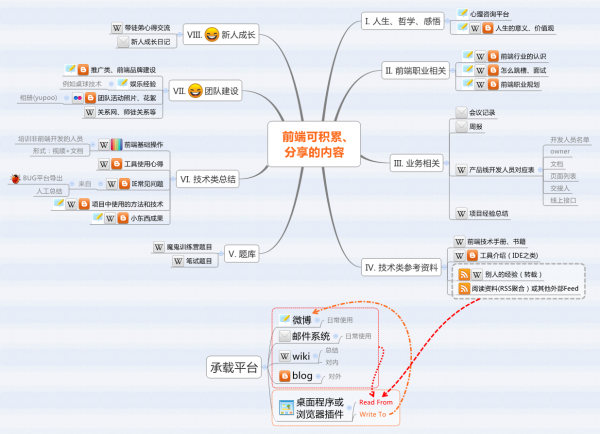 前端可积累、
分享的内容
I. 人生、哲学、感悟
心理咨询平台
人生的意义、价值观
II. 前端职业相关
前端行业的认识
怎么跳槽、面试
前端职业规划
III. 业务相关
会议记录
周报
产品线开发人员对应表
开发人员名单
owner
文档
页面列表
交接人
线上接口
项目经验总结
IV. 技术类参考资料
前端技术手册、书籍
工具介绍（IDE之类）
别人的经验（转载）
阅读资料(RSS聚合）或其他外部Feed
V. 题库
魔鬼训练营题目
笔试题目
VI. 技术类总结
前端基础操作
培训非前端开发的人员
形式：视频+文档
工具使用心得
IE常见问题
来自
BUG平台导出
人工总结
项目中使用的方法和技术
小东西成果
VII. 团队建设
推广类、前端品牌建设
娱乐经验
例如桌球技术
团队活动照片、花絮
相册(yupoo)
关系网、师徒关系等
VIII. 新人成长
带徒弟心得交流
新人成长日记
承载平台
微博
日常使用
邮件系统
日常使用
wiki
总结
对内
blog
对外
桌面程序或
浏览器插件
Read From
Write To